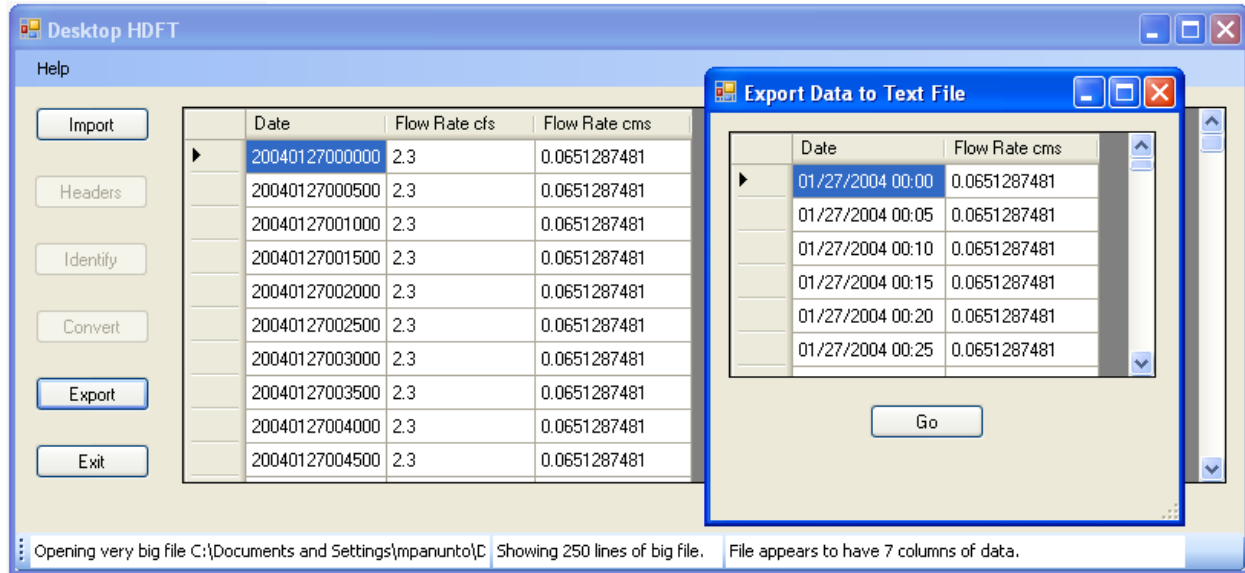 Desktop HDFT
Help
Import
Headers
Identify
Convert
Export
Exit
Date Flow Rate cfs Flow Rate cms
20040127000000 2.3 0.0651287481
20040127000500 2.3 0.0651287481
20040127001000 2.3 0.0651287481
20040127001500 2.3 0.0651287481
20040127002000 2.3 0.0651287481
20040127002500 2.3 0.0651287481
20040127003000 2.3 0.0651287481
20040127003500 2.3 0.0651287481
20040127004000 2.3 0.0651287481
20040127004500 2.3 0.0651287481
Export Data to Text File
Date Flow Rate cms
01/27/2004 00:00 0.0651287481
01/27/2004 00:05 0.0651287481
01/27/2004 00:10 0.0651287481
01/27/2004 00:15 0.0651287481
01/27/2004 00:20 0.0651287481
01/27/2004 00:25 0.0651287481
Go
Opening very big file C:\Documents and Settings\mpanunto\D Showing 250 lines of big file. File appears to have 7 columns of data.